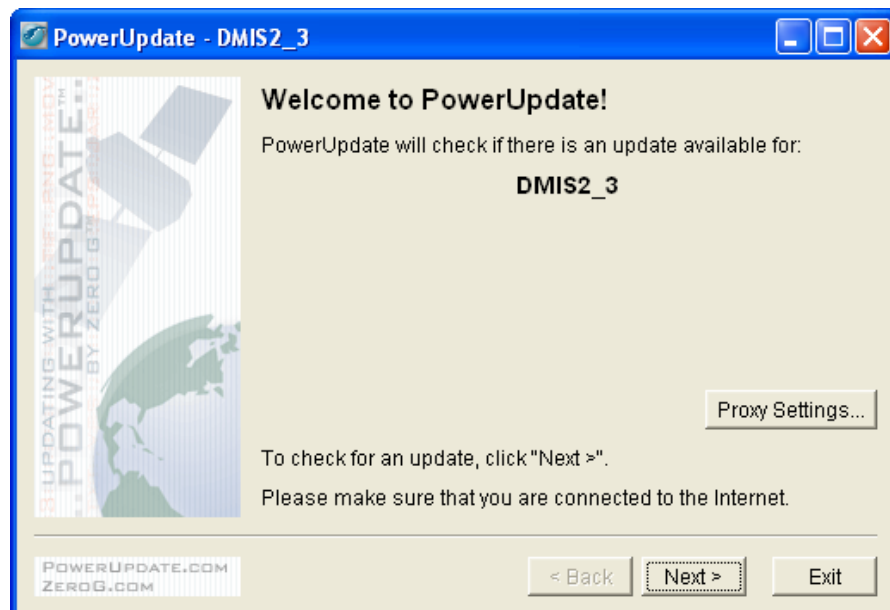 PowerUpdate - DMIS2_3
Welcome to PowerUpdate!
PowerUpdate will check if there is an update available for:
DMIS2_3
Proxy Settings...
To check for an update, click "Next >".
Please make sure that you are connected to the Internet.
UPDATING WITH
...POWERUPDATE...™
BY ZERO G™
POWERUPDATE.COM
ZEROG.COM
< Back
Next >
Exit